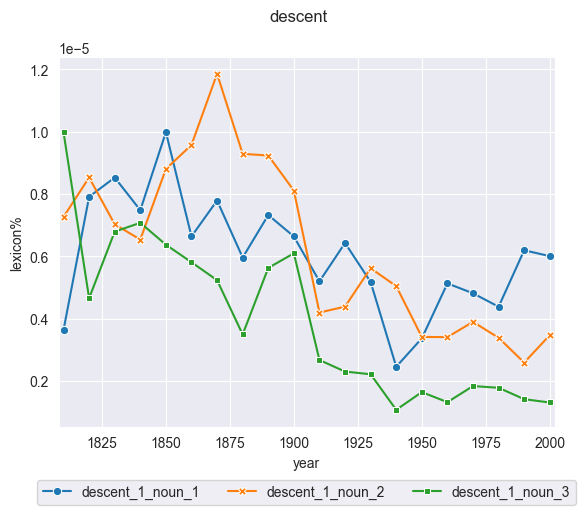 descent
1e−5
1.2
1.0
0.8
0.6
0.4
0.2
lexicon%
1825 1850 1875 1900 1925 1950 1975 2000
year
descent_1_noun_1 descent_1_noun_2 descent_1_noun_3